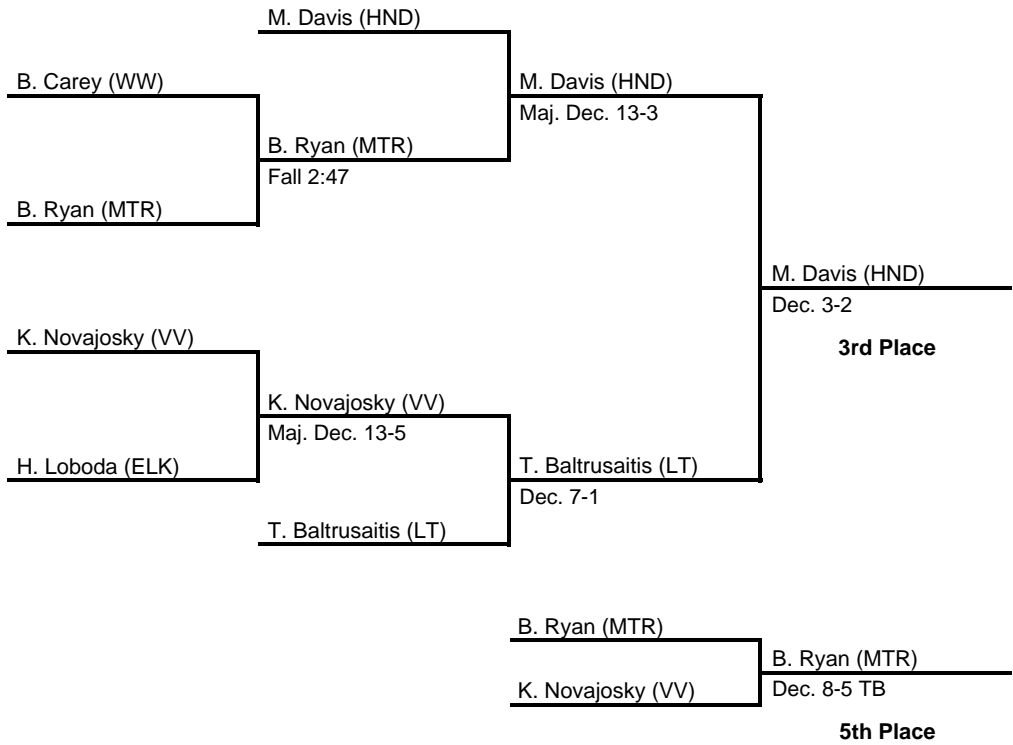 M. Davis (HND)
B. Carey (WW)
M. Davis (HND)
Maj. Dec. 13-3
B. Ryan (MTR)
Fall 2:47
B. Ryan (MTR)
M. Davis (HND)
Dec. 3-2
3rd Place
K. Novajosky (VV)
K. Novajosky (VV)
Maj. Dec. 13-5
H. Loboda (ELK)
T. Baltrusaitis (LT)
Dec. 7-1
T. Baltrusaitis (LT)
B. Ryan (MTR)
B. Ryan (MTR)
Dec. 8-5 TB
K. Novajosky (VV)
5th Place